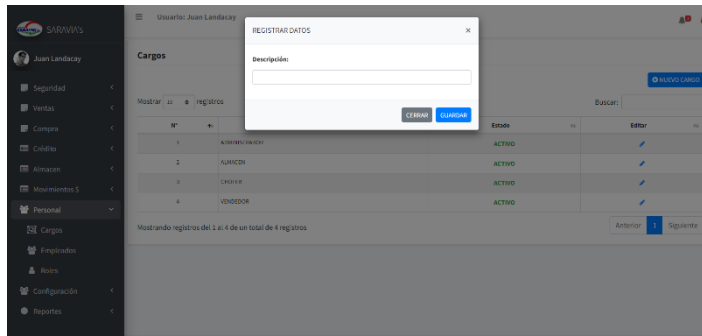 SARAVIA's
Juan Landacay
Seguridad
Ventas
Compra
Crédito
Almacen
Movimientos $
Personal
Cargos
Empleados
Roles
Configuración
Reportes
Usuario: Juan Landacay
Cargos
NUEVO CARGO
Mostrar 10 registros
Buscar:
N° Estado Editar
1 ADMINISTRADOR ACTIVO
2 ALMACEN ACTIVO
3 ACTIVO
4 VENDEDOR ACTIVO
Mostrando registros del 1 al 4 de un total de 4 registros
Anterior 1 Siguiente
REGISTRAR DATOS ×
Descripción:
CERRAR GUARDAR